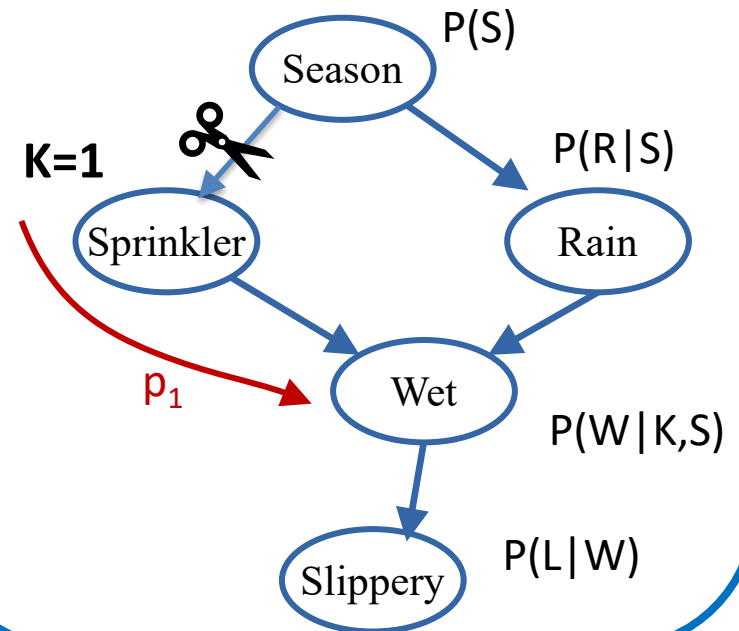 P(S)
Season
K=1
P(R|S)
Sprinkler
Rain
p₁
Wet
P(W|K,S)
Slippery
P(L|W)